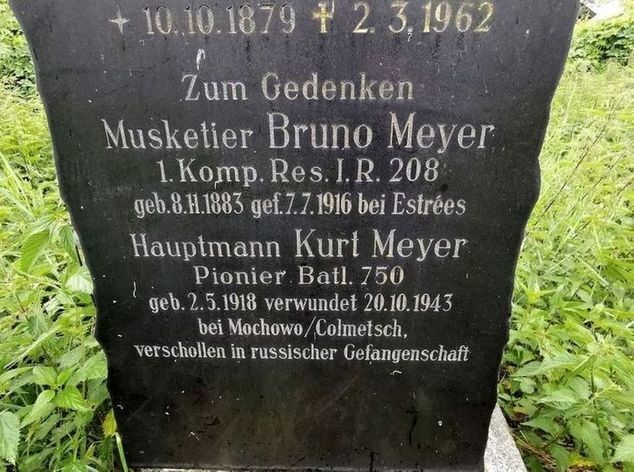 ✶ 10.10.1879 ✝ 2.3.1962
Zum Gedenken
Musketier Bruno Meyer
1.Komp. Res. I.R. 208
geb.8.11.1883 gef.7.7.1916 bei Estrées
Hauptmann Kurt Meyer
Pionier Batl. 750
geb. 2.5.1918 verwundet 20.10.1943
bei Mochowo/Colmetsch,
verschollen in russischer Gefangenschaft